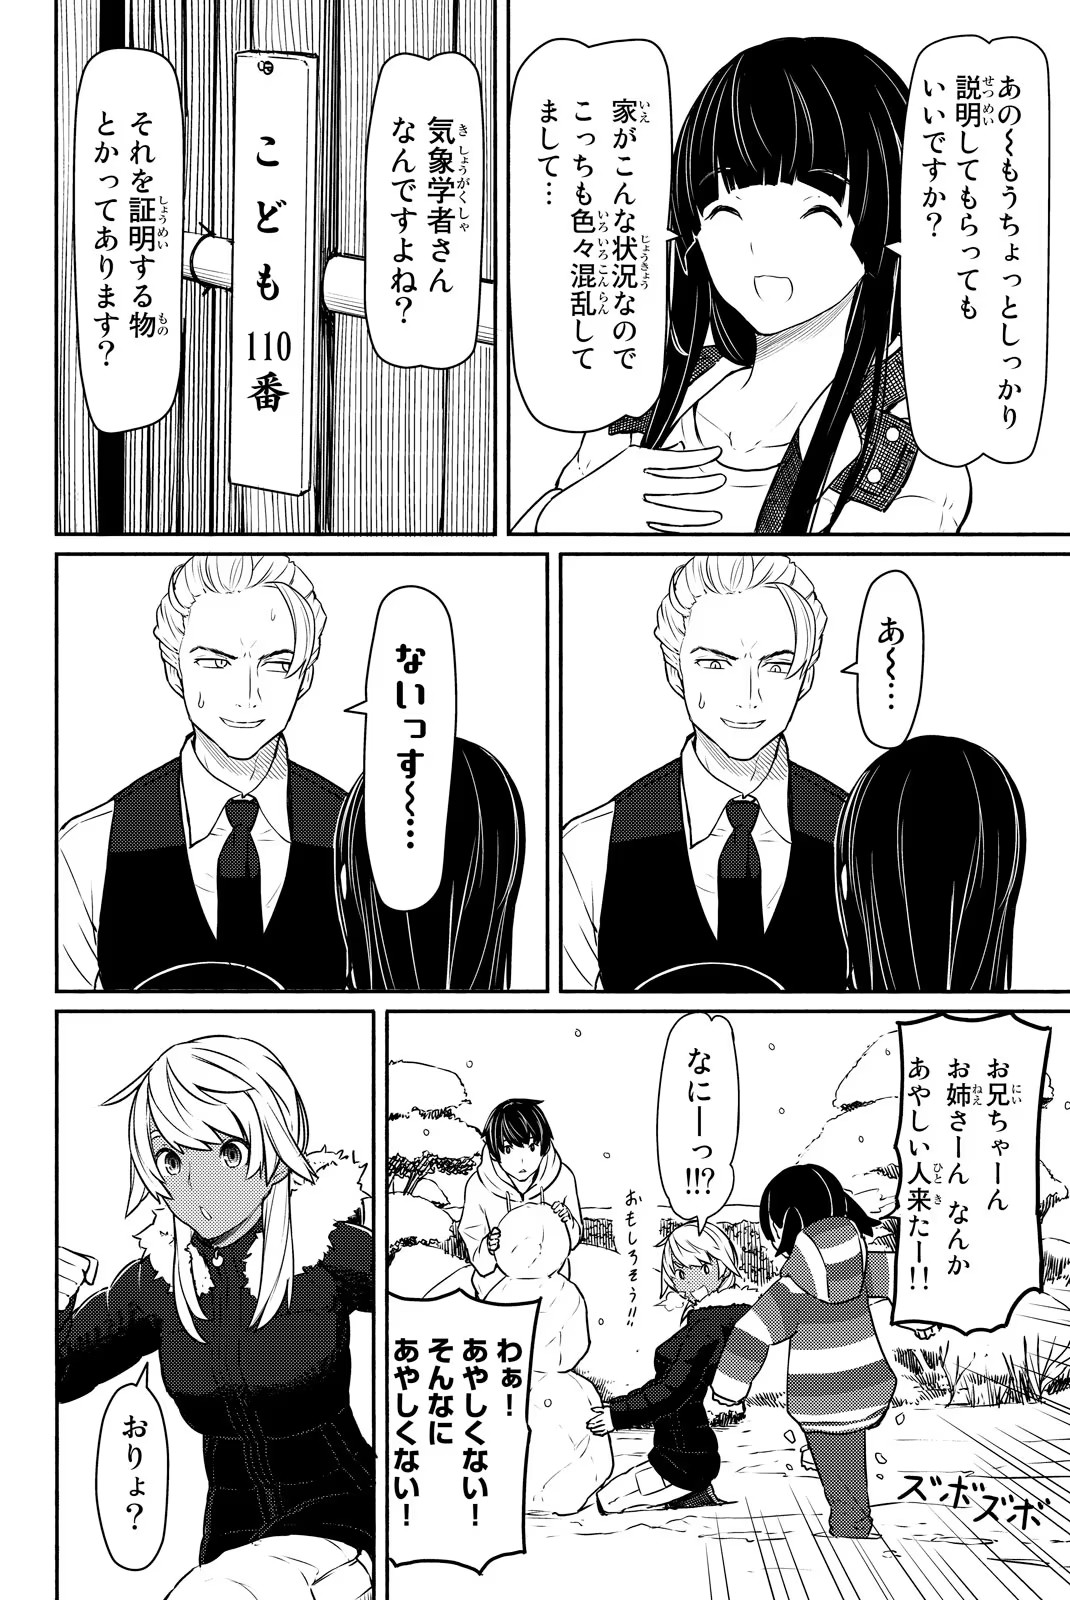 あの〜もうちょっとしっかり
説明してもらっても
いいですか？
家がこんな状況なので
こっちも色々混乱して
まして…
気象学者さん
なんですよね？
こども110番
それを証明する物
とかってあります？
あ〜…
ないっす〜…
お兄ちゃーん
お姉さーん なんか
あやしい人来たー!!
なにーっ!!?
おもしろそう!!
ズボズボ
わぁ！
あやしくない！
そんなに
あやしくない！
おりょ？